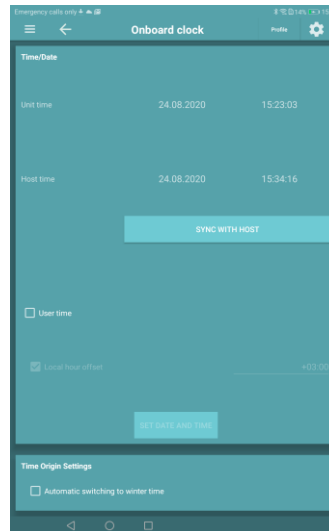 Emergency calls only
Onboard clock
Profile
Time/Date
Unit time 24.08.2020 15:23:03
Host time 24.08.2020 15:34:16
SYNC WITH HOST
User time
Local hour offset +03:00
SET DATE AND TIME
Time Origin Settings
Automatic switching to winter time